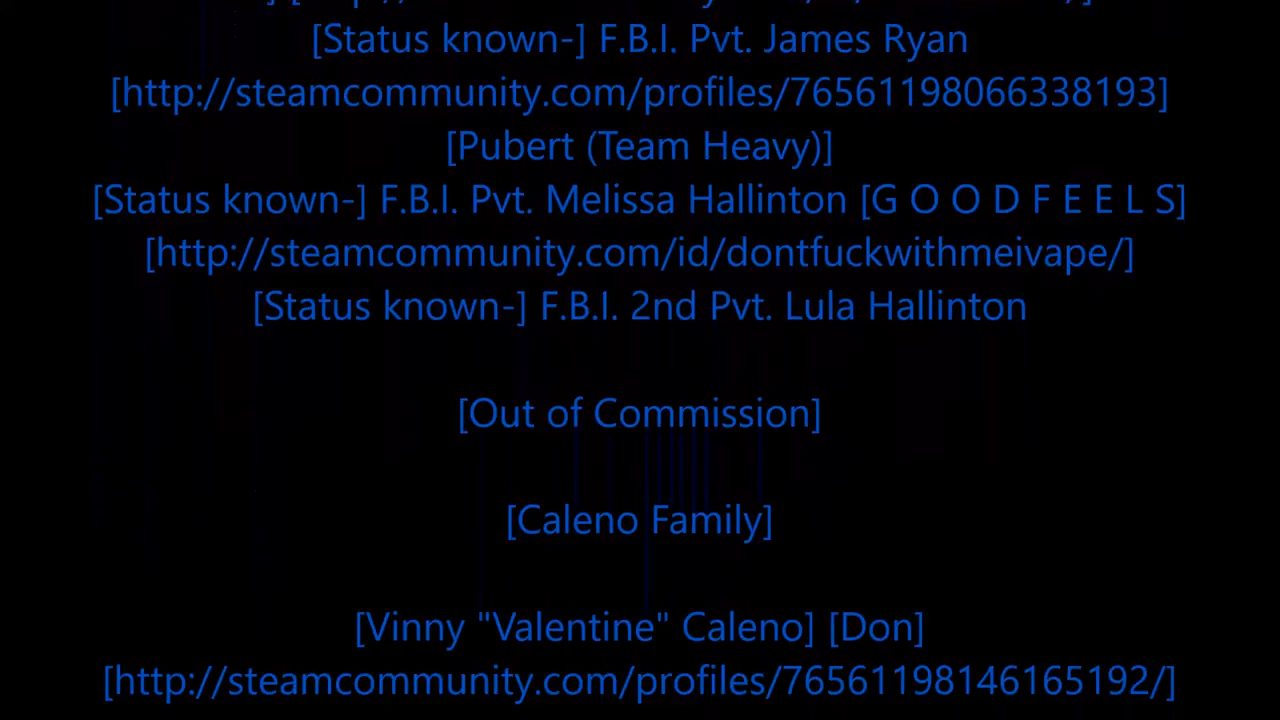 [Status known-] F.B.I. Pvt. James Ryan
[http://steamcommunity.com/profiles/76561198066338193]
[Pubert (Team Heavy)]
[Status known-] F.B.I. Pvt. Melissa Hallinton [G O O D F E E L S]
[http://steamcommunity.com/id/dontfuckwithmeivape/]
[Status known-] F.B.I. 2nd Pvt. Lula Hallinton
[Out of Commission]
[Caleno Family]
[Vinny "Valentine" Caleno] [Don]
[http://steamcommunity.com/profiles/76561198146165192/]